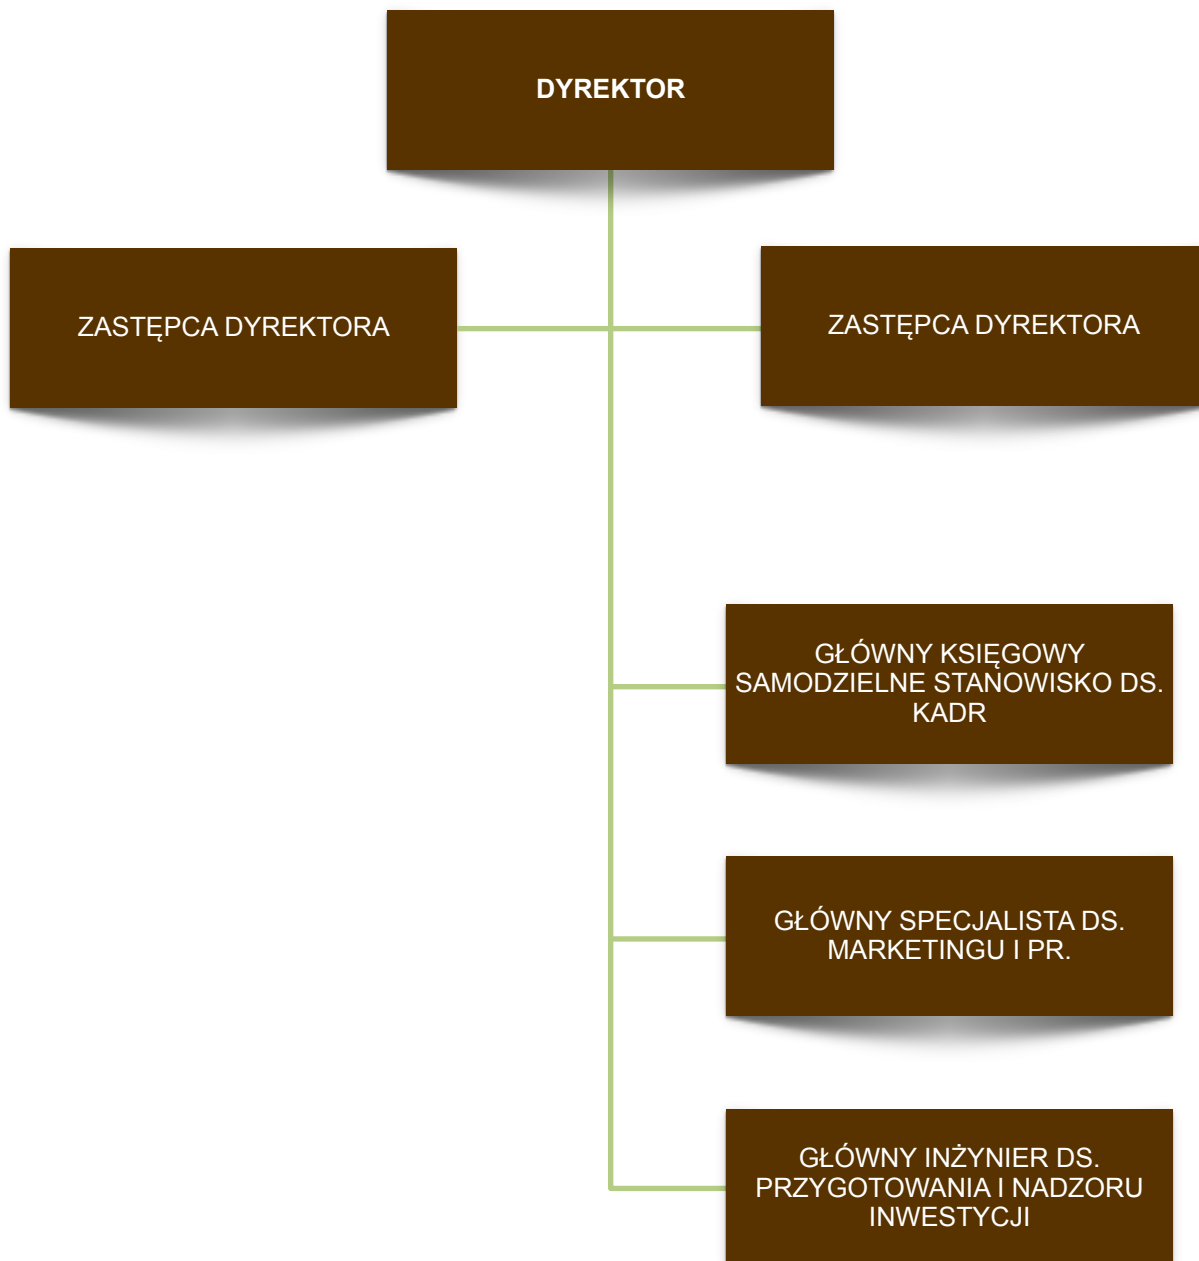 DYREKTOR
ZASTĘPCA DYREKTORA
ZASTĘPCA DYREKTORA
GŁÓWNY KSIĘGOWY
SAMODZIELNE STANOWISKO DS.
KADR
GŁÓWNY SPECJALISTA DS.
MARKETINGU I PR.
GŁÓWNY INŻYNIER DS.
PRZYGOTOWANIA I NADZORU
INWESTYCJI